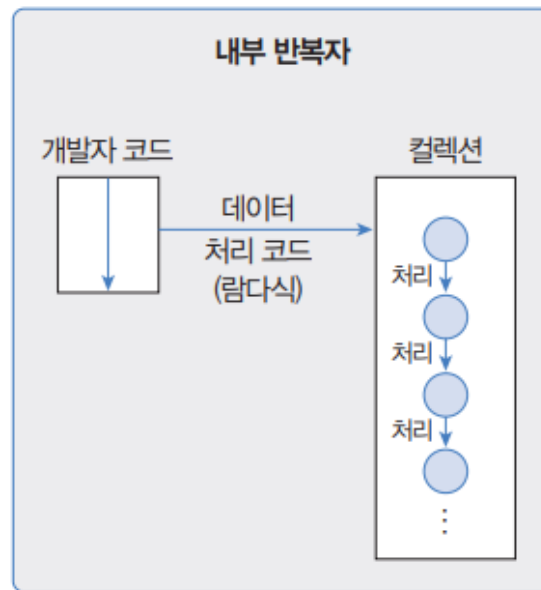 내부 반복자
개발자 코드
컬렉션
데이터
처리 코드
(람다식)
처리
처리
처리
⋮